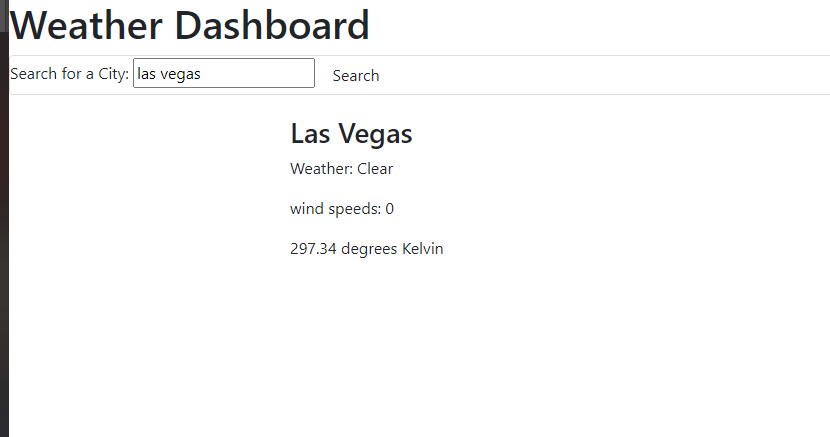 Weather Dashboard
Search for a City: las vegas Search
Las Vegas
Weather: Clear
wind speeds: 0
297.34 degrees Kelvin